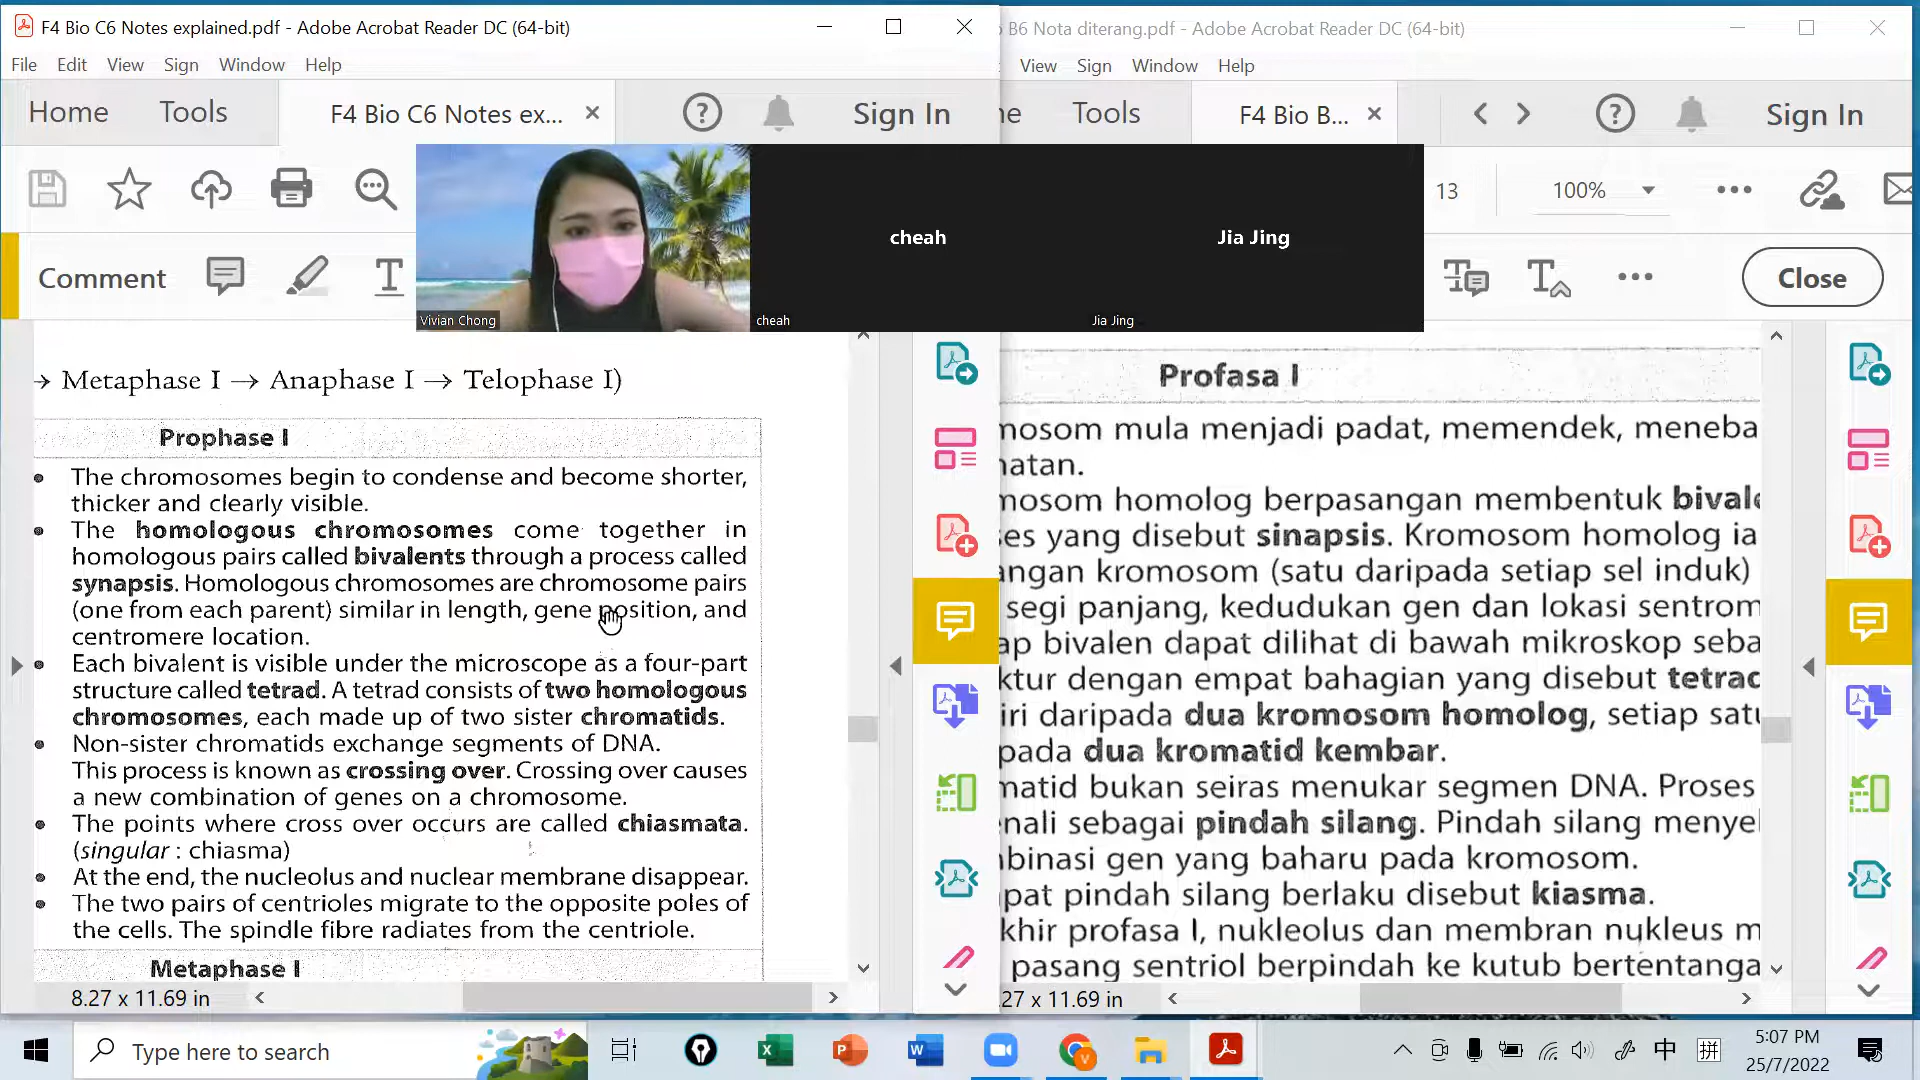 F4 Bio C6 Notes explained.pdf - Adobe Acrobat Reader DC (64-bit)
B6 Nota diterang.pdf - Adobe Acrobat Reader DC (64-bit)
File Edit View Sign Window Help
View Sign Window Help
Home Tools F4 Bio C6 Notes ex... Sign In
Tools F4 Bio B... Sign In
13 100%
Comment
Close
cheah
Jia Jing
Vivian Chong
cheah
Jia Jing
→ Metaphase I → Anaphase I → Telophase I)
Prophase I
• The chromosomes begin to condense and become shorter,
thicker and clearly visible.
• The homologous chromosomes come together in
homologous pairs called bivalents through a process called
synapsis. Homologous chromosomes are chromosome pairs
(one from each parent) similar in length, gene position, and
centromere location.
• Each bivalent is visible under the microscope as a four-part
structure called tetrad. A tetrad consists of two homologous
chromosomes, each made up of two sister chromatids.
• Non-sister chromatids exchange segments of DNA.
This process is known as crossing over. Crossing over causes
a new combination of genes on a chromosome.
• The points where cross over occurs are called chiasmata.
(singular : chiasma)
• At the end, the nucleolus and nuclear membrane disappear.
• The two pairs of centrioles migrate to the opposite poles of
the cells. The spindle fibre radiates from the centriole.
Metaphase I
8.27 x 11.69 in
Profasa I
mosom mula menjadi padat, memendek, meneba
natan.
mosom homolog berpasangan membentuk bivale
ses yang disebut sinapsis. Kromosom homolog ia
angan kromosom (satu daripada setiap sel induk)
segi panjang, kedudukan gen dan lokasi sentrom
ap bivalen dapat dilihat di bawah mikroskop seba
ktur dengan empat bahagian yang disebut tetrad
iri daripada dua kromosom homolog, setiap satu
pada dua kromatid kembar.
matid bukan seiras menukar segmen DNA. Proses
nali sebagai pindah silang. Pindah silang menye
binasi gen yang baharu pada kromosom.
pat pindah silang berlaku disebut kiasma.
khir profasa I, nukleolus dan membran nukleus m
pasang sentriol berpindah ke kutub bertentanga
.27 x 11.69 in
Type here to search
中 拼
5:07 PM
25/7/2022